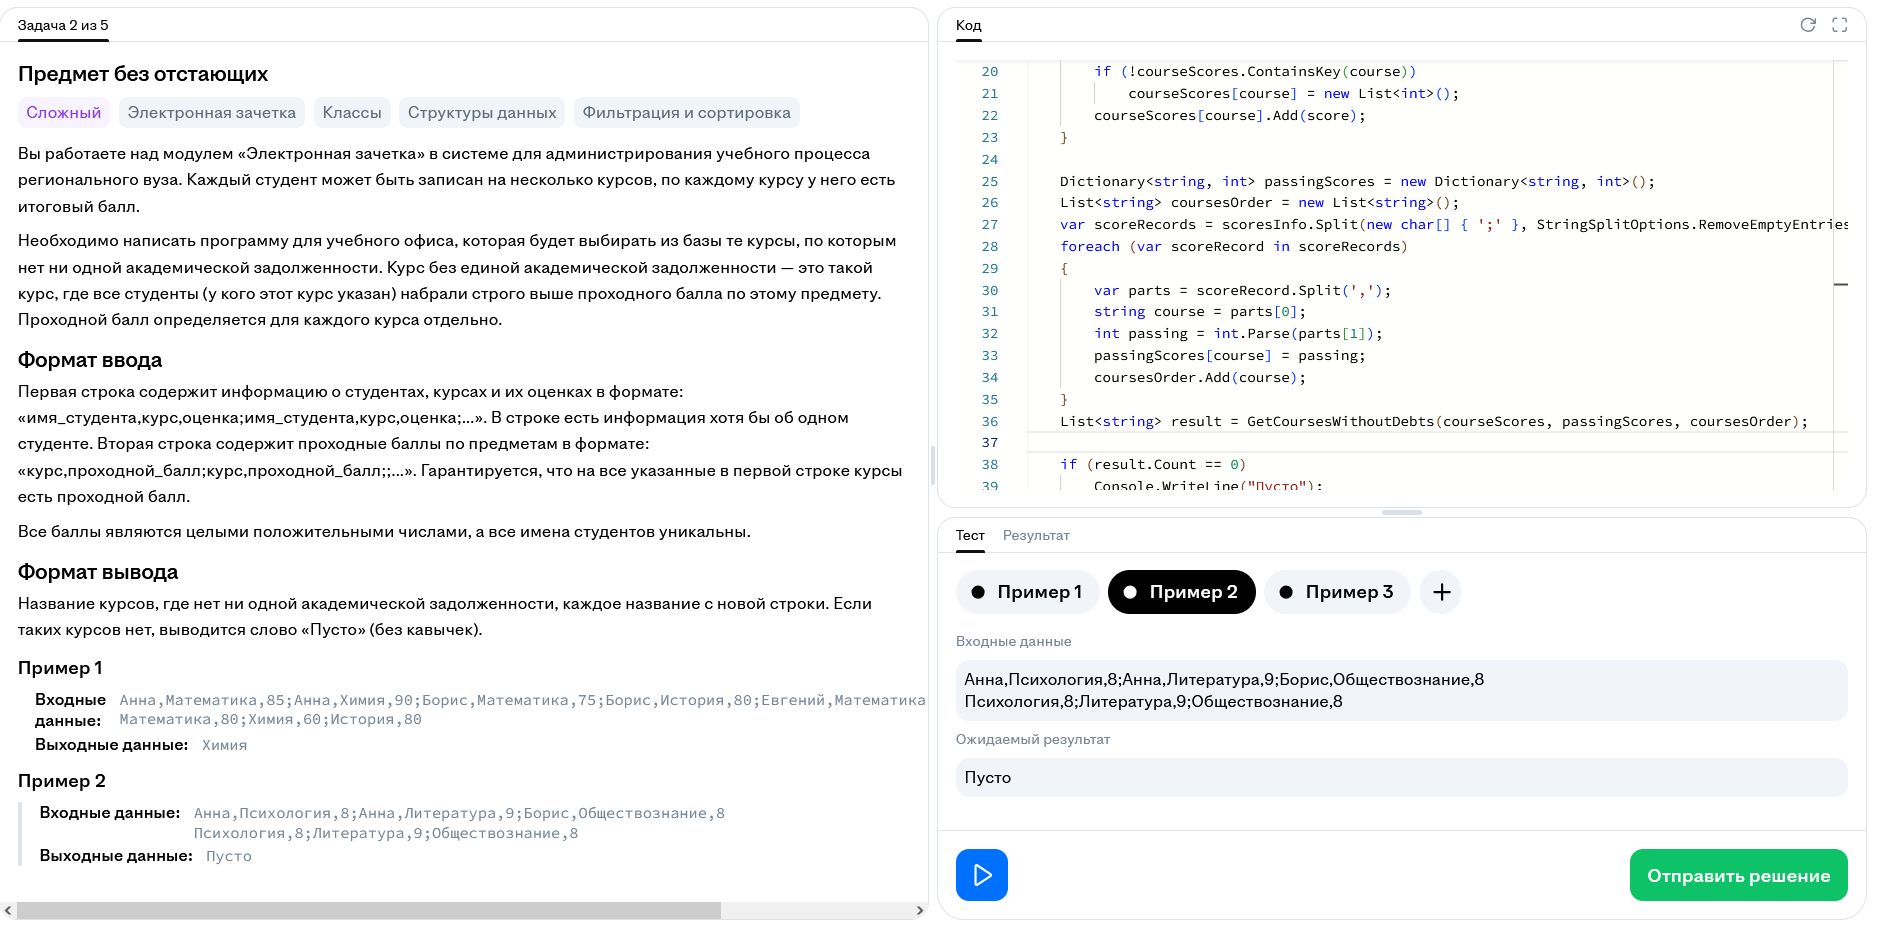 Задача 2 из 5
Предмет без отстающих
Сложный Электронная зачетка Классы Структуры данных Фильтрация и сортировка
Вы работаете над модулем «Электронная зачетка» в системе для администрирования учебного процесса
регионального вуза. Каждый студент может быть записан на несколько курсов, по каждому курсу у него есть
итоговый балл.
Необходимо написать программу для учебного офиса, которая будет выбирать из базы те курсы, по которым
нет ни одной академической задолженности. Курс без единой академической задолженности — это такой
курс, где все студенты (у кого этот курс указан) набрали строго выше проходного балла по этому предмету.
Проходной балл определяется для каждого курса отдельно.
Формат ввода
Первая строка содержит информацию о студентах, курсах и их оценках в формате:
«имя_студента,курс,оценка;имя_студента,курс,оценка;...». В строке есть информация хотя бы об одном
студенте. Вторая строка содержит проходные баллы по предметам в формате:
«курс,проходной_балл;курс,проходной_балл;;...». Гарантируется, что на все указанные в первой строке курсы
есть проходной балл.
Все баллы являются целыми положительными числами, а все имена студентов уникальны.
Формат вывода
Название курсов, где нет ни одной академической задолженности, каждое название с новой строки. Если
таких курсов нет, выводится слово «Пусто» (без кавычек).
Пример 1
Входные данные: Анна,Математика,85;Анна,Химия,90;Борис,Математика,75;Борис,История,80;Евгений,Математика
Математика,80;Химия,60;История,80
Выходные данные: Химия
Пример 2
Входные данные: Анна,Психология,8;Анна,Литература,9;Борис,Обществознание,8
Психология,8;Литература,9;Обществознание,8
Выходные данные: Пусто
Код
20 if (!courseScores.ContainsKey(course))
21 courseScores[course] = new List<int>();
22 courseScores[course].Add(score);
23 }
24
25 Dictionary<string, int> passingScores = new Dictionary<string, int>();
26 List<string> coursesOrder = new List<string>();
27 var scoreRecords = scoresInfo.Split(new char[] { ';' }, StringSplitOptions.RemoveEmptyEntries
28 foreach (var scoreRecord in scoreRecords)
29 {
30 var parts = scoreRecord.Split(',');
31 string course = parts[0];
32 int passing = int.Parse(parts[1]);
33 passingScores[course] = passing;
34 coursesOrder.Add(course);
35 }
36 List<string> result = GetCoursesWithoutDebts(courseScores, passingScores, coursesOrder);
37
38 if (result.Count == 0)
39 Console.WriteLine("Пусто");
Тест Результат
Пример 1 Пример 2 Пример 3
Входные данные
Анна,Психология,8;Анна,Литература,9;Борис,Обществознание,8
Психология,8;Литература,9;Обществознание,8
Ожидаемый результат
Пусто
Отправить решение